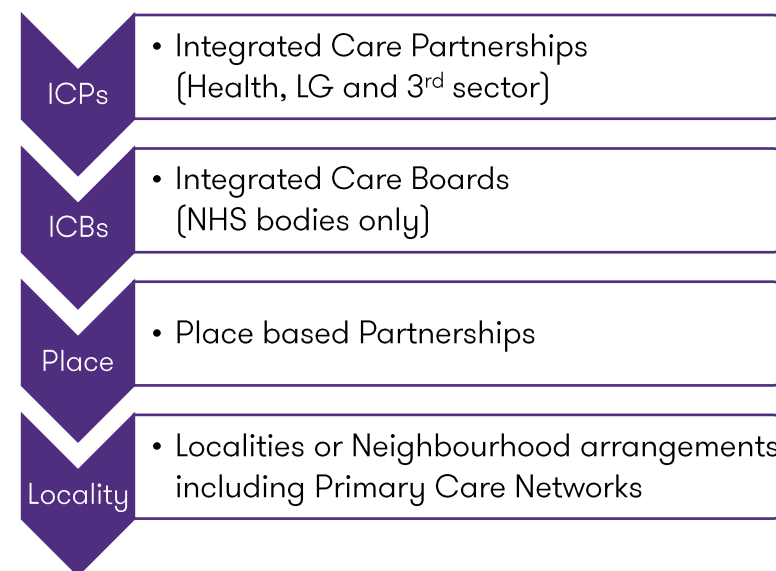 ICPs
• Integrated Care Partnerships
(Health, LG and 3rd sector)
ICBs
• Integrated Care Boards
(NHS bodies only)
Place
• Place based Partnerships
Locality
• Localities or Neighbourhood arrangements
including Primary Care Networks